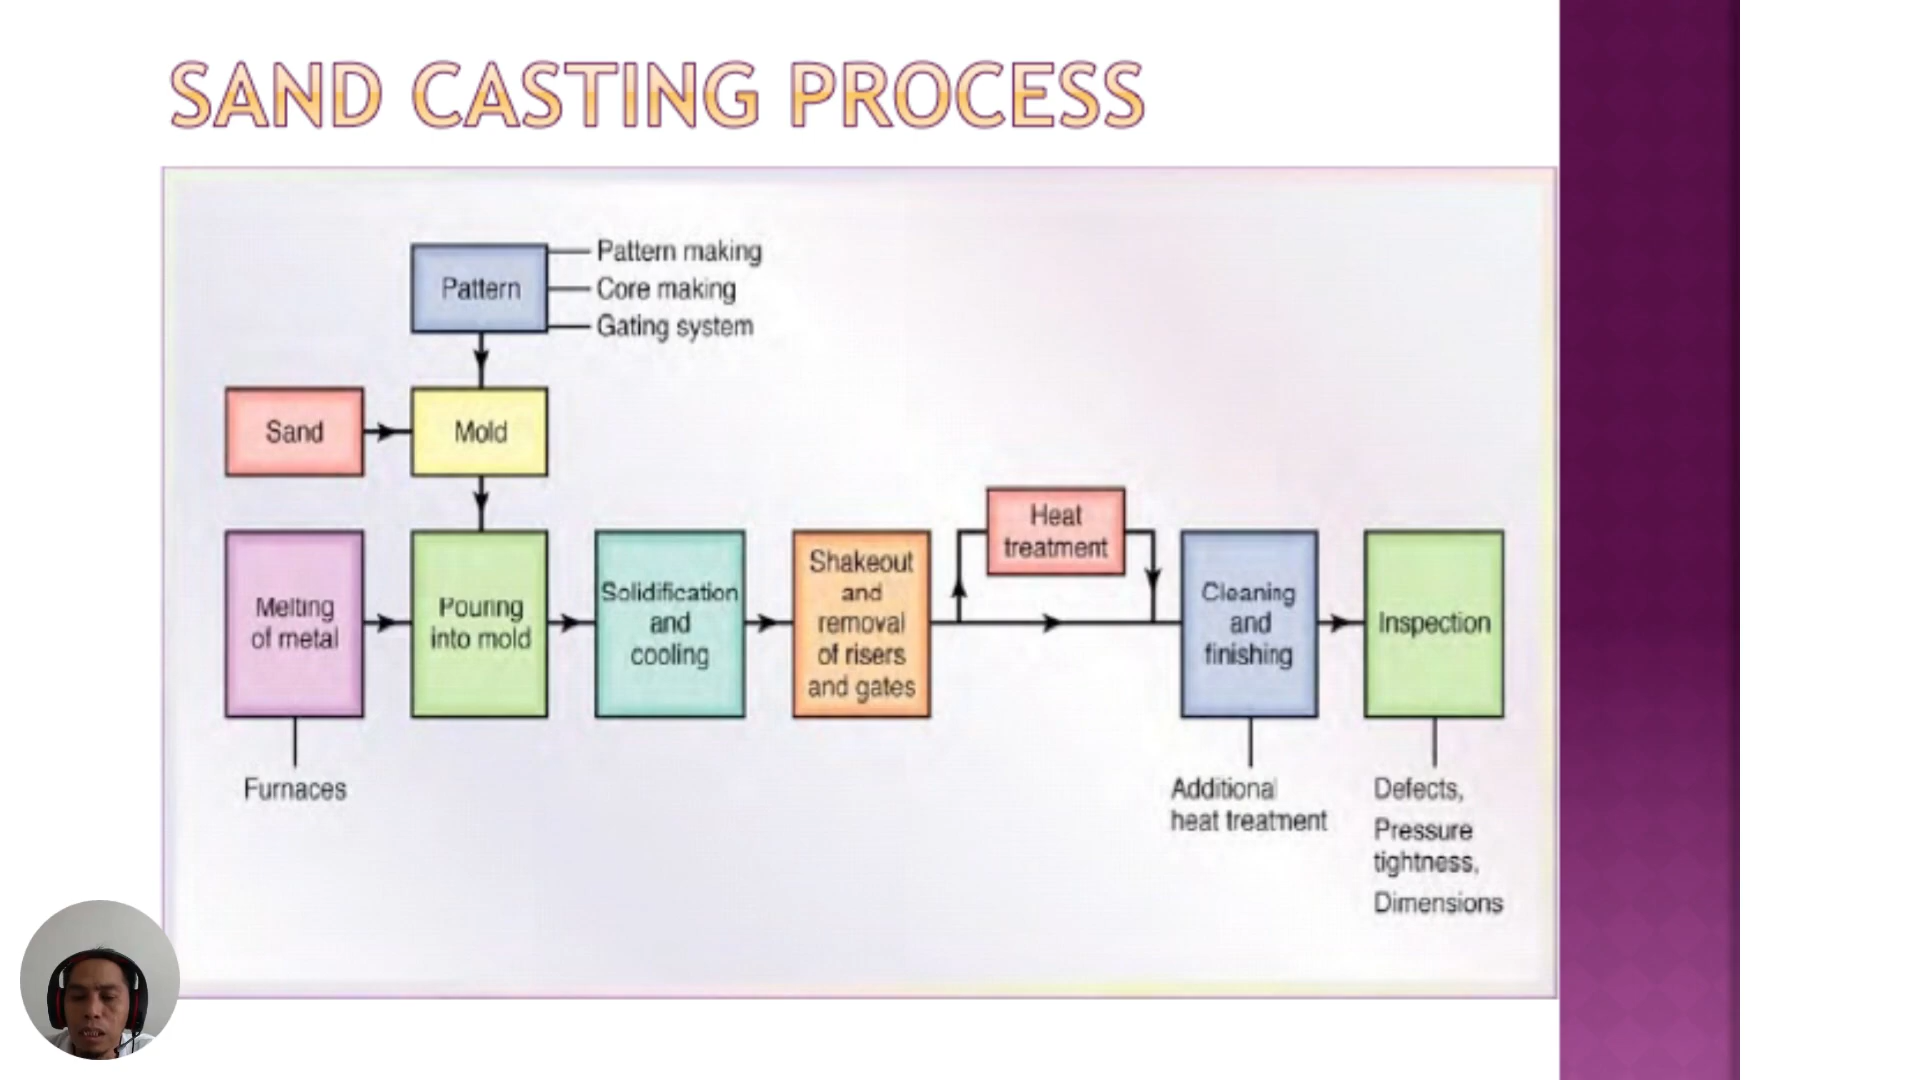 SAND CASTING PROCESS
Pattern
Pattern making
Core making
Gating system
Sand
Mold
Melting
of metal
Pouring
into mold
Solidification
and
cooling
Shakeout
and
removal
of risers
and gates
Heat
treatment
Cleaning
and
finishing
Inspection
Furnaces
Additional
heat treatment
Defects,
Pressure
tightness,
Dimensions